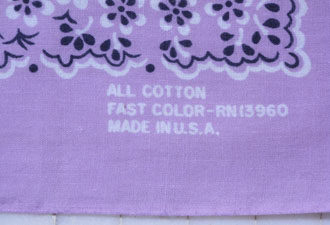 ALL COTTON
FAST COLOR-RN13960
MADE IN U.S.A.